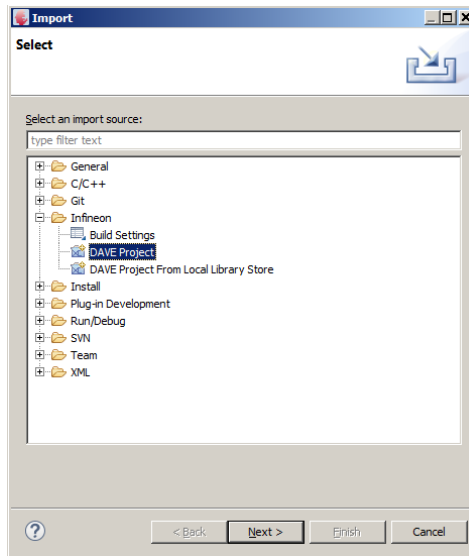 Import
Select
Select an import source:
type filter text
General
C/C++
Git
Infineon
Build Settings
DAVE Project
DAVE Project From Local Library Store
Install
Plug-in Development
Run/Debug
SVN
Team
XML
?
< Back
Next >
Finish
Cancel